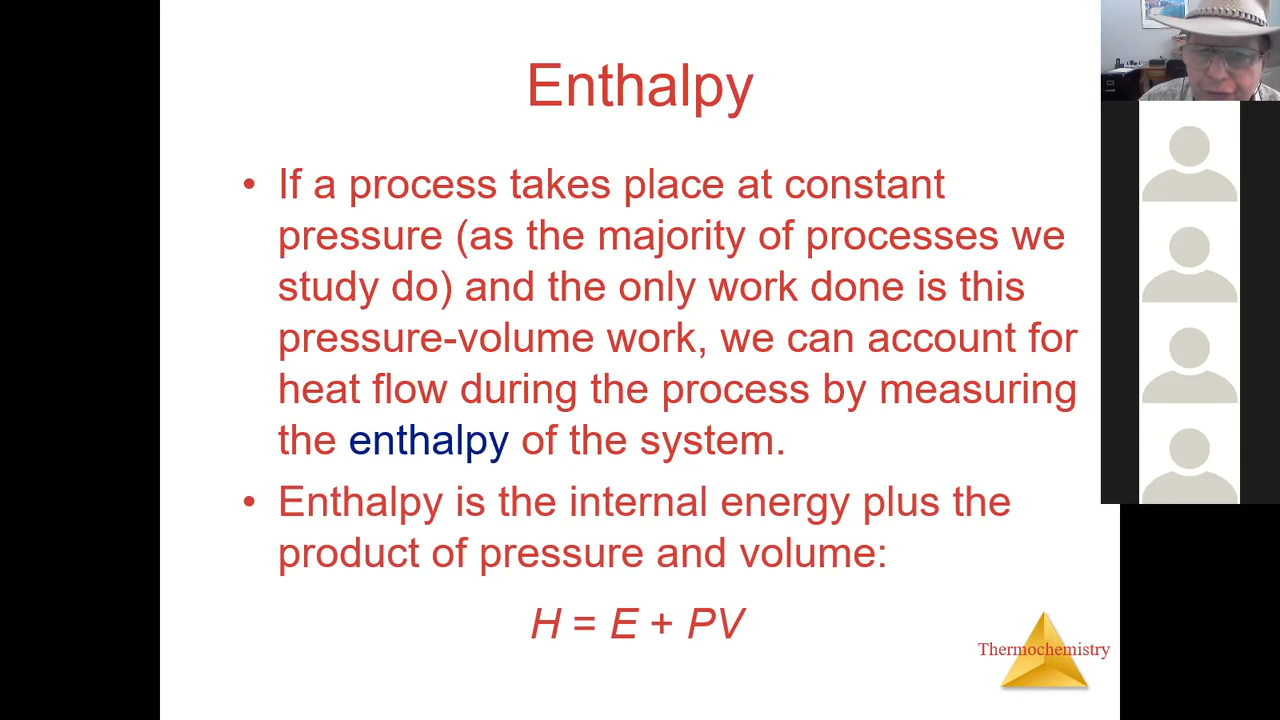 Enthalpy
• If a process takes place at constant
pressure (as the majority of processes we
study do) and the only work done is this
pressure-volume work, we can account for
heat flow during the process by measuring
the enthalpy of the system.
• Enthalpy is the internal energy plus the
product of pressure and volume:
H = E + PV
Thermochemistry